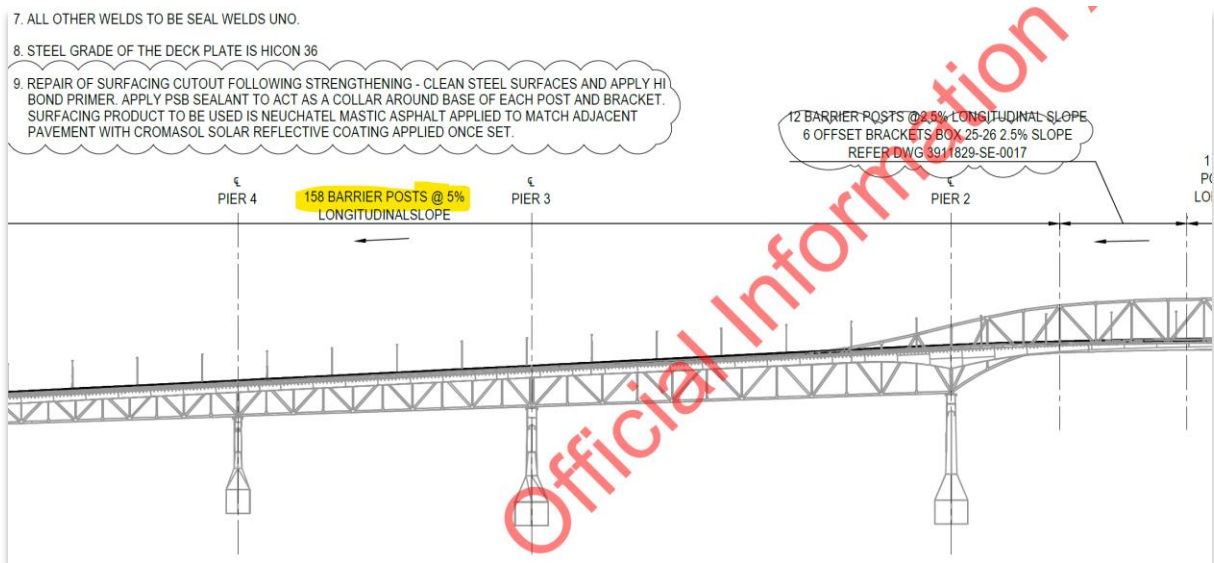 7. ALL OTHER WELDS TO BE SEAL WELDS UNO.
8. STEEL GRADE OF THE DECK PLATE IS HICON 36
9. REPAIR OF SURFACING CUTOUT FOLLOWING STRENGTHENING - CLEAN STEEL SURFACES AND APPLY HI
BOND PRIMER. APPLY PSB SEALANT TO ACT AS A COLLAR AROUND BASE OF EACH POST AND BRACKET.
SURFACING PRODUCT TO BE USED IS NEUCHATEL MASTIC ASPHALT APPLIED TO MATCH ADJACENT
PAVEMENT WITH CROMASOL SOLAR REFLECTIVE COATING APPLIED ONCE SET.
12 BARRIER POSTS @2.5% LONGITUDINAL SLOPE
6 OFFSET BRACKETS BOX 25-26 2.5% SLOPE
REFER DWG 3911829-SE-0017
℄
PIER 4
158 BARRIER POSTS @ 5%
LONGITUDINALSLOPE
℄
PIER 3
℄
PIER 2
Official Information